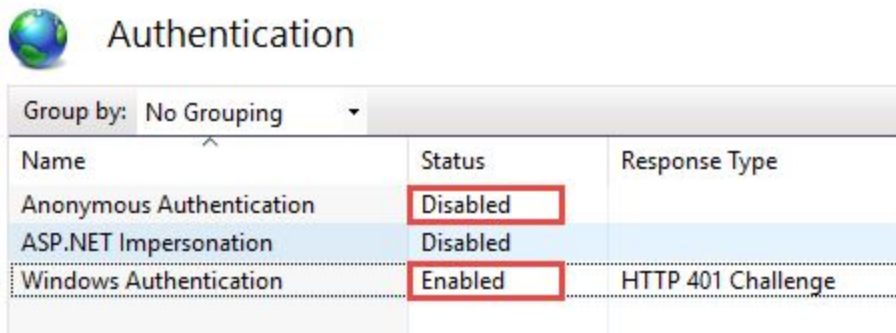 Authentication
Group by: No Grouping
Name Status Response Type
Anonymous Authentication Disabled
ASP.NET Impersonation Disabled
Windows Authentication Enabled HTTP 401 Challenge